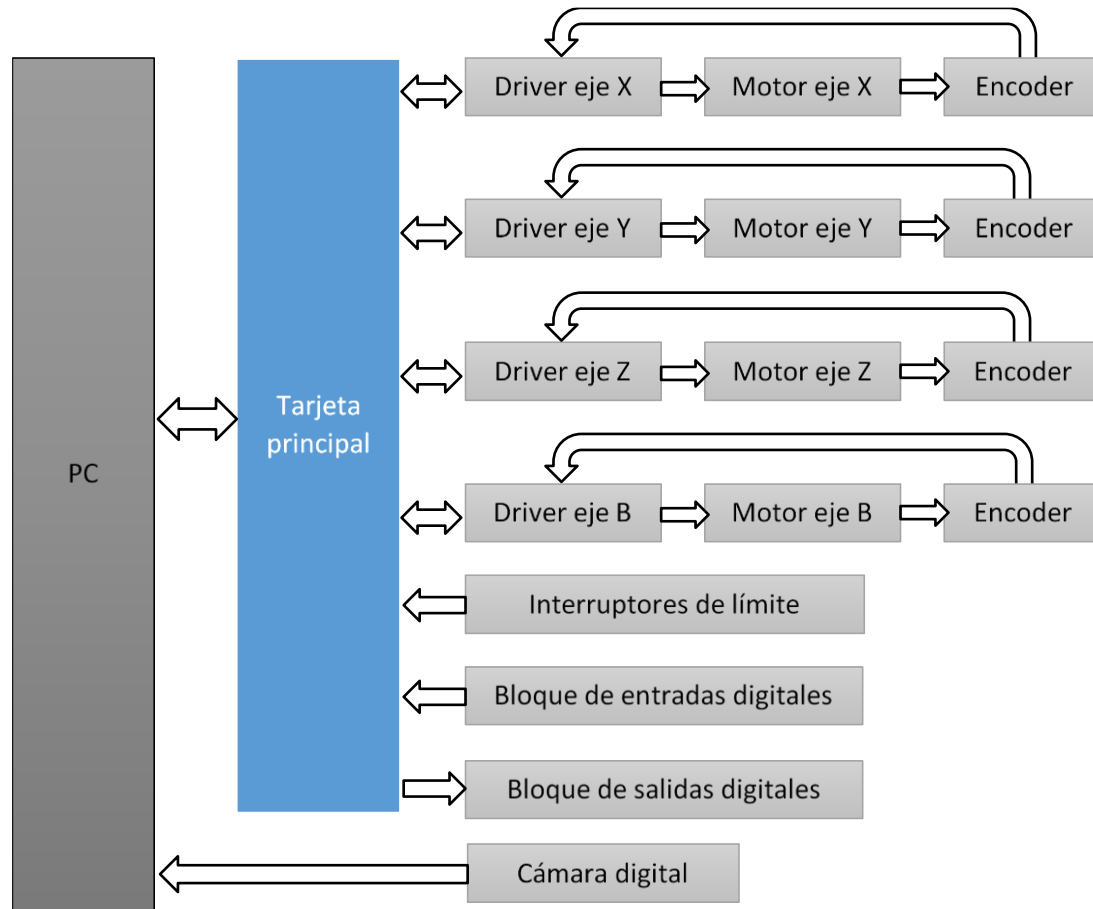 Driver eje X
Motor eje X
Encoder
Driver eje Y
Motor eje Y
Encoder
Driver eje Z
Motor eje Z
Encoder
Tarjeta
principal
PC
Driver eje B
Motor eje B
Encoder
Interruptores de límite
Bloque de entradas digitales
Bloque de salidas digitales
Cámara digital